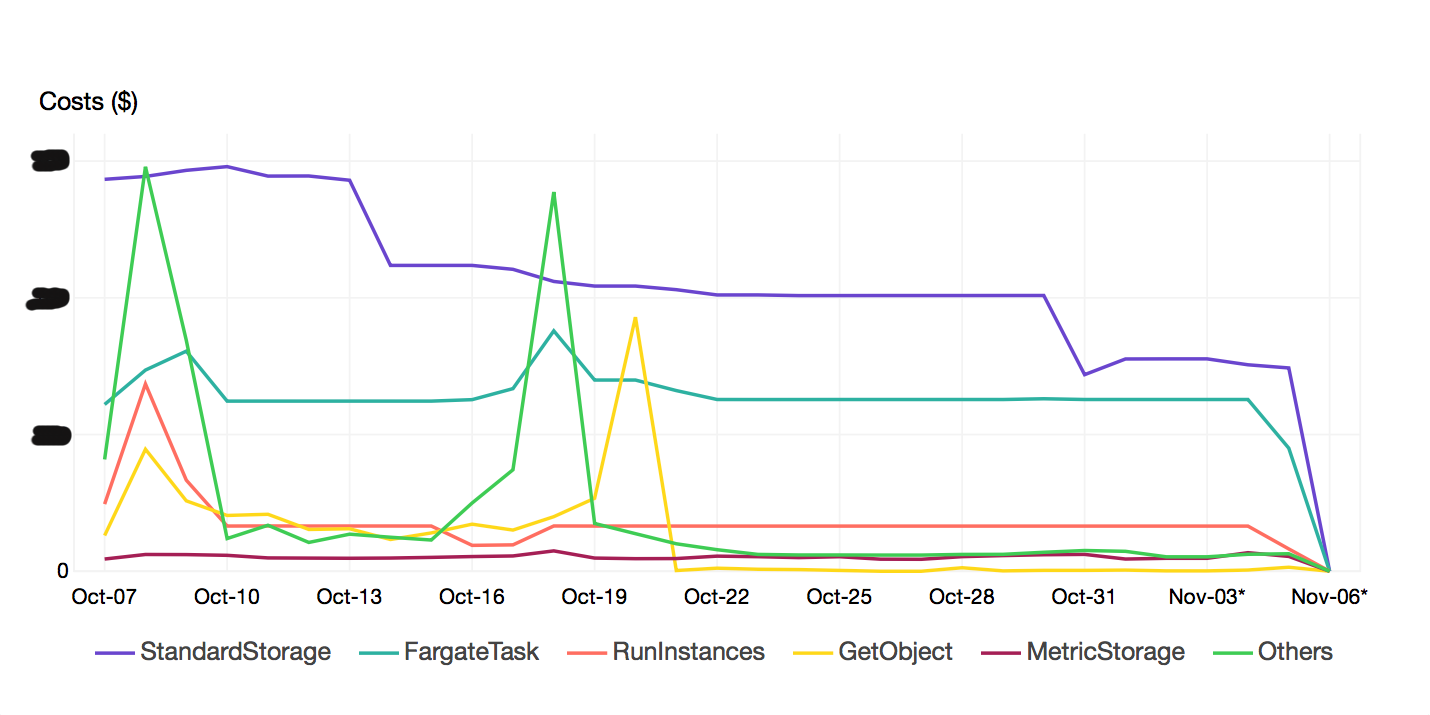 Costs ($)
0
Oct-07 Oct-10 Oct-13 Oct-16 Oct-19 Oct-22 Oct-25 Oct-28 Oct-31 Nov-03* Nov-06*
StandardStorage FargateTask RunInstances GetObject MetricStorage Others